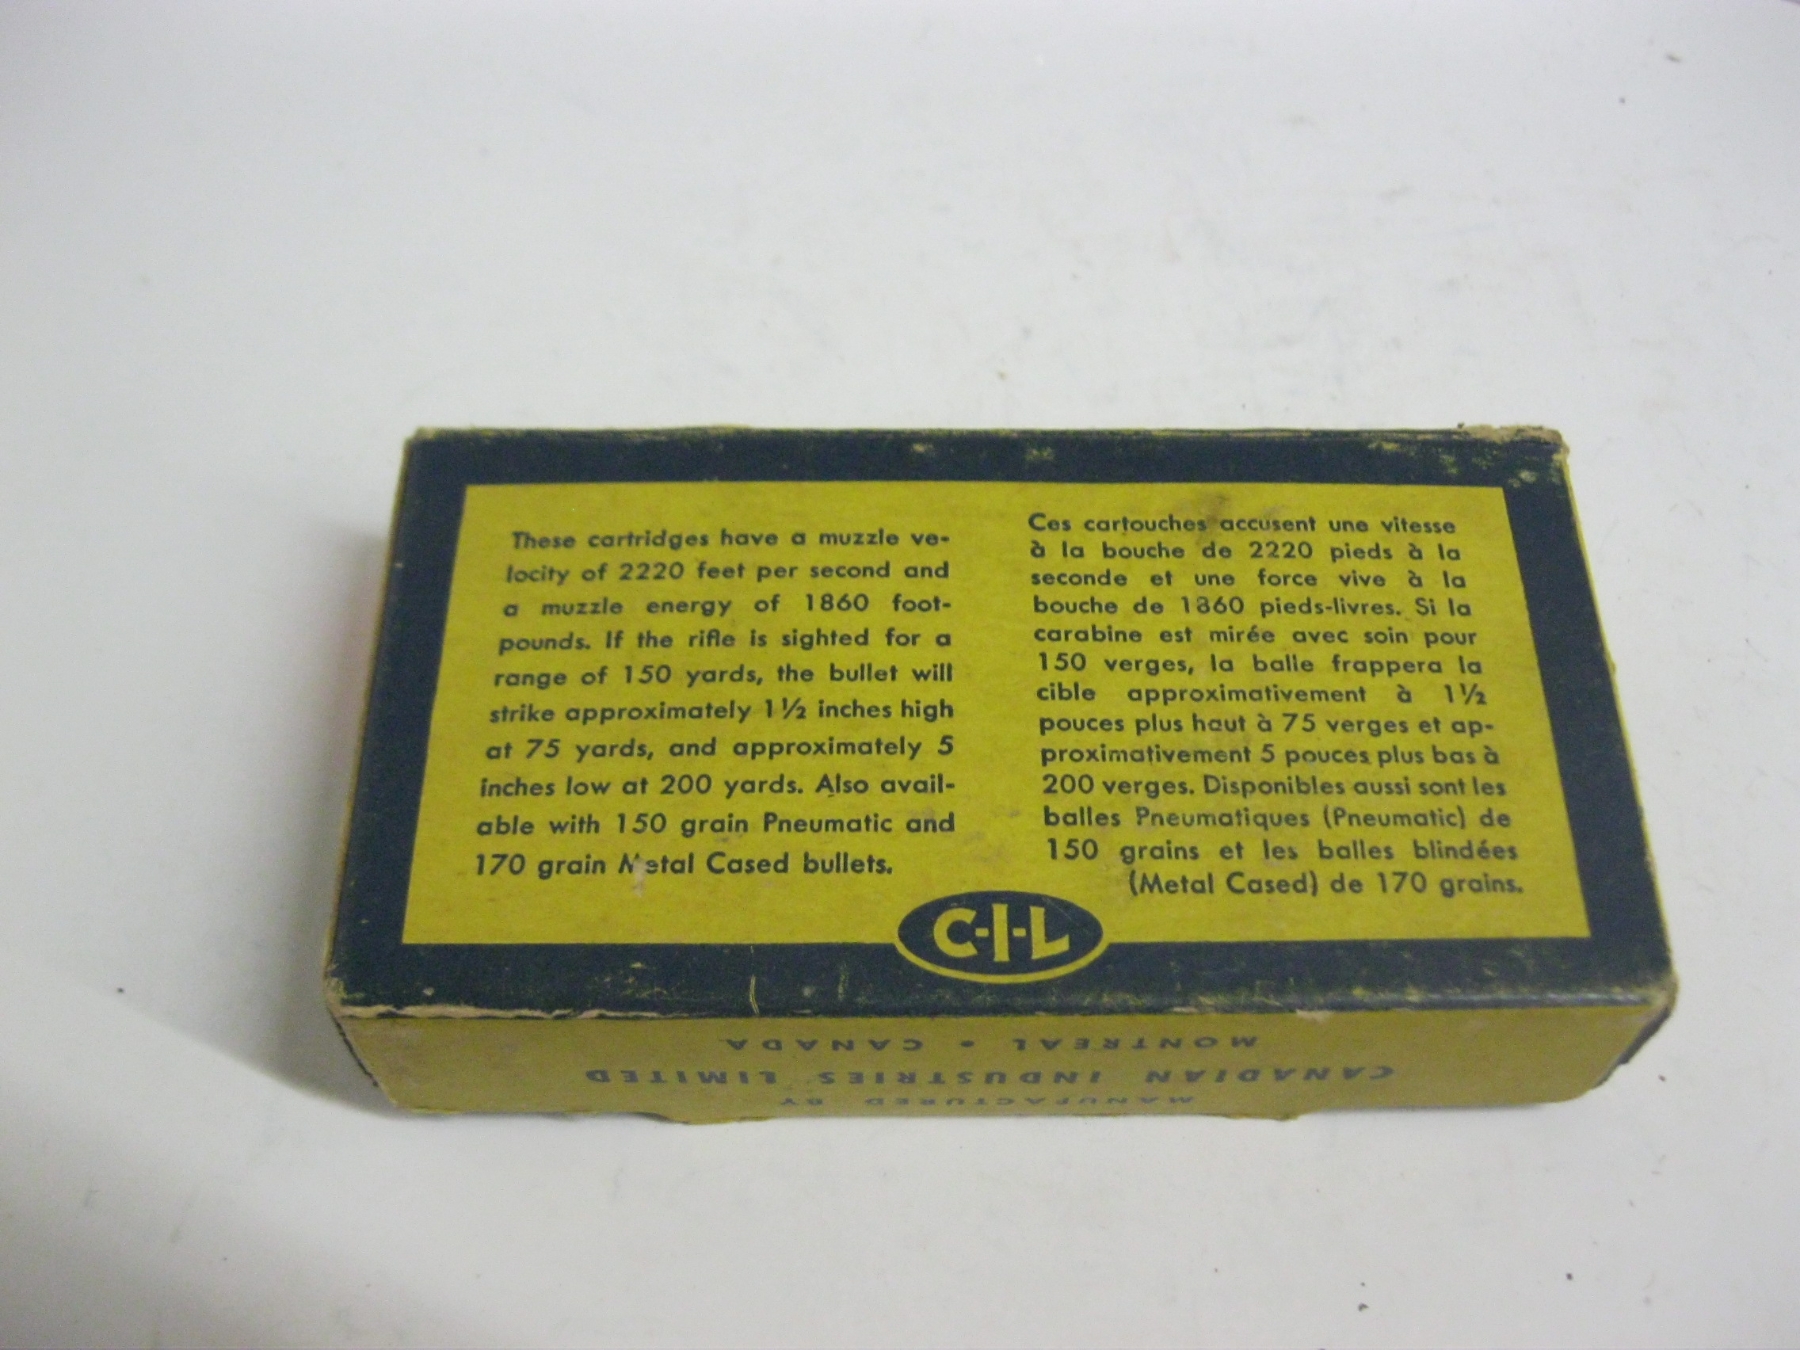 These cartridges have a muzzle ve-
locity of 2220 feet per second and
a muzzle energy of 1860 foot-
pounds. If the rifle is sighted for a
range of 150 yards, the bullet will
strike approximately 1½ inches high
at 75 yards, and approximately 5
inches low at 200 yards. Also avail-
able with 150 grain Pneumatic and
170 grain Metal Cased bullets.
Ces cartouches accusent une vitesse
à la bouche de 2220 pieds à la
seconde et une force vive à la
bouche de 1860 pieds-livres. Si la
carabine est mirée avec soin pour
150 verges, la balle frappera la
cible approximativement à 1½
pouces plus haut à 75 verges et ap-
proximativement 5 pouces plus bas à
200 verges. Disponibles aussi sont les
balles Pneumatiques (Pneumatic) de
150 grains et les balles blindées
(Metal Cased) de 170 grains.
C-I-L
MANUFACTURED BY
CANADIAN INDUSTRIES LIMITED
MONTREAL • CANADA